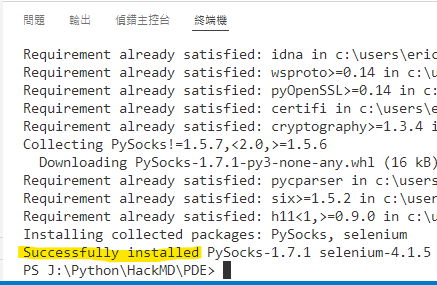 問題 輸出 偵錯主控台 終端機
Requirement already satisfied: idna in c:\users\eric
Requirement already satisfied: wsproto>=0.14 in c:\u
Requirement already satisfied: pyOpenSSL>=0.14 in c:
Requirement already satisfied: certifi in c:\users\e
Requirement already satisfied: cryptography>=1.3.4 i
Collecting PySocks!=1.5.7,<2.0,>=1.5.6
Downloading PySocks-1.7.1-py3-none-any.whl (16 kB)
Requirement already satisfied: pycparser in c:\users
Requirement already satisfied: six>=1.5.2 in c:\user
Requirement already satisfied: h11<1,>=0.9.0 in c:\u
Installing collected packages: PySocks, selenium
Successfully installed PySocks-1.7.1 selenium-4.1.5
PS J:\Python\HackMD\PDE>